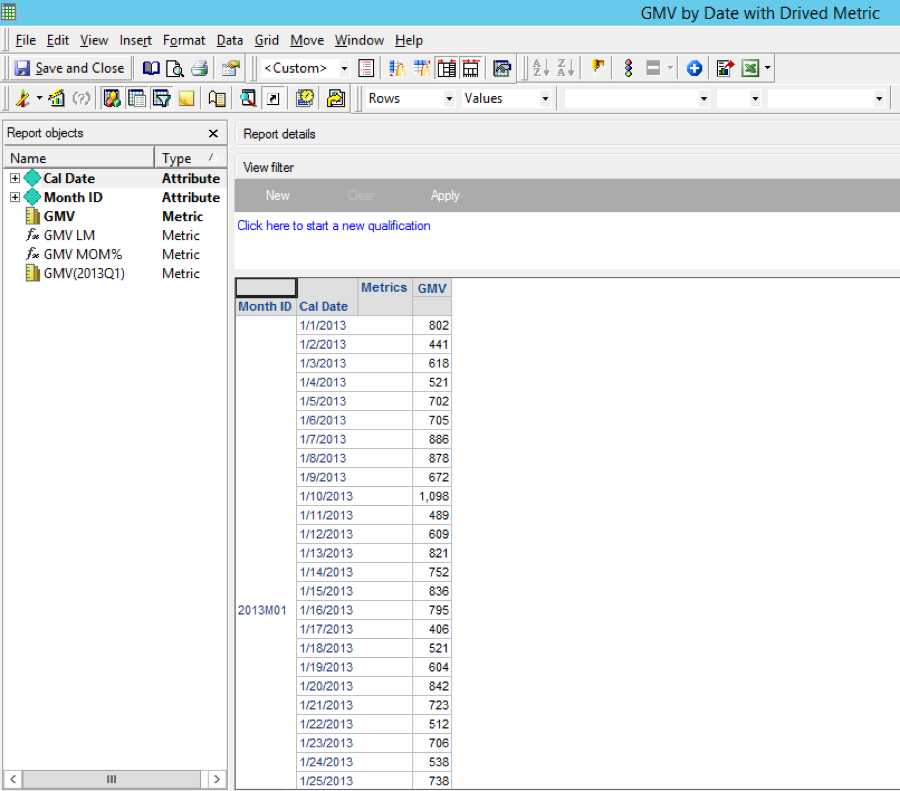 GMV by Date with Drived Metric
File Edit View Insert Format Data Grid Move Window Help
Save and Close <Custom>
Rows Values
Report objects
Name Type
Cal Date Attribute
Month ID Attribute
GMV Metric
GMV LM Metric
GMV MOM% Metric
GMV(2013Q1) Metric
Report details
View filter
New Clear Apply
Click here to start a new qualification
Metrics GMV
Month ID Cal Date
1/1/2013 802
1/2/2013 441
1/3/2013 618
1/4/2013 521
1/5/2013 702
1/6/2013 705
1/7/2013 886
1/8/2013 878
1/9/2013 672
1/10/2013 1,098
1/11/2013 489
1/12/2013 609
1/13/2013 821
1/14/2013 752
1/15/2013 836
2013M01 1/16/2013 795
1/17/2013 406
1/18/2013 521
1/19/2013 604
1/20/2013 842
1/21/2013 723
1/22/2013 512
1/23/2013 706
1/24/2013 538
1/25/2013 738